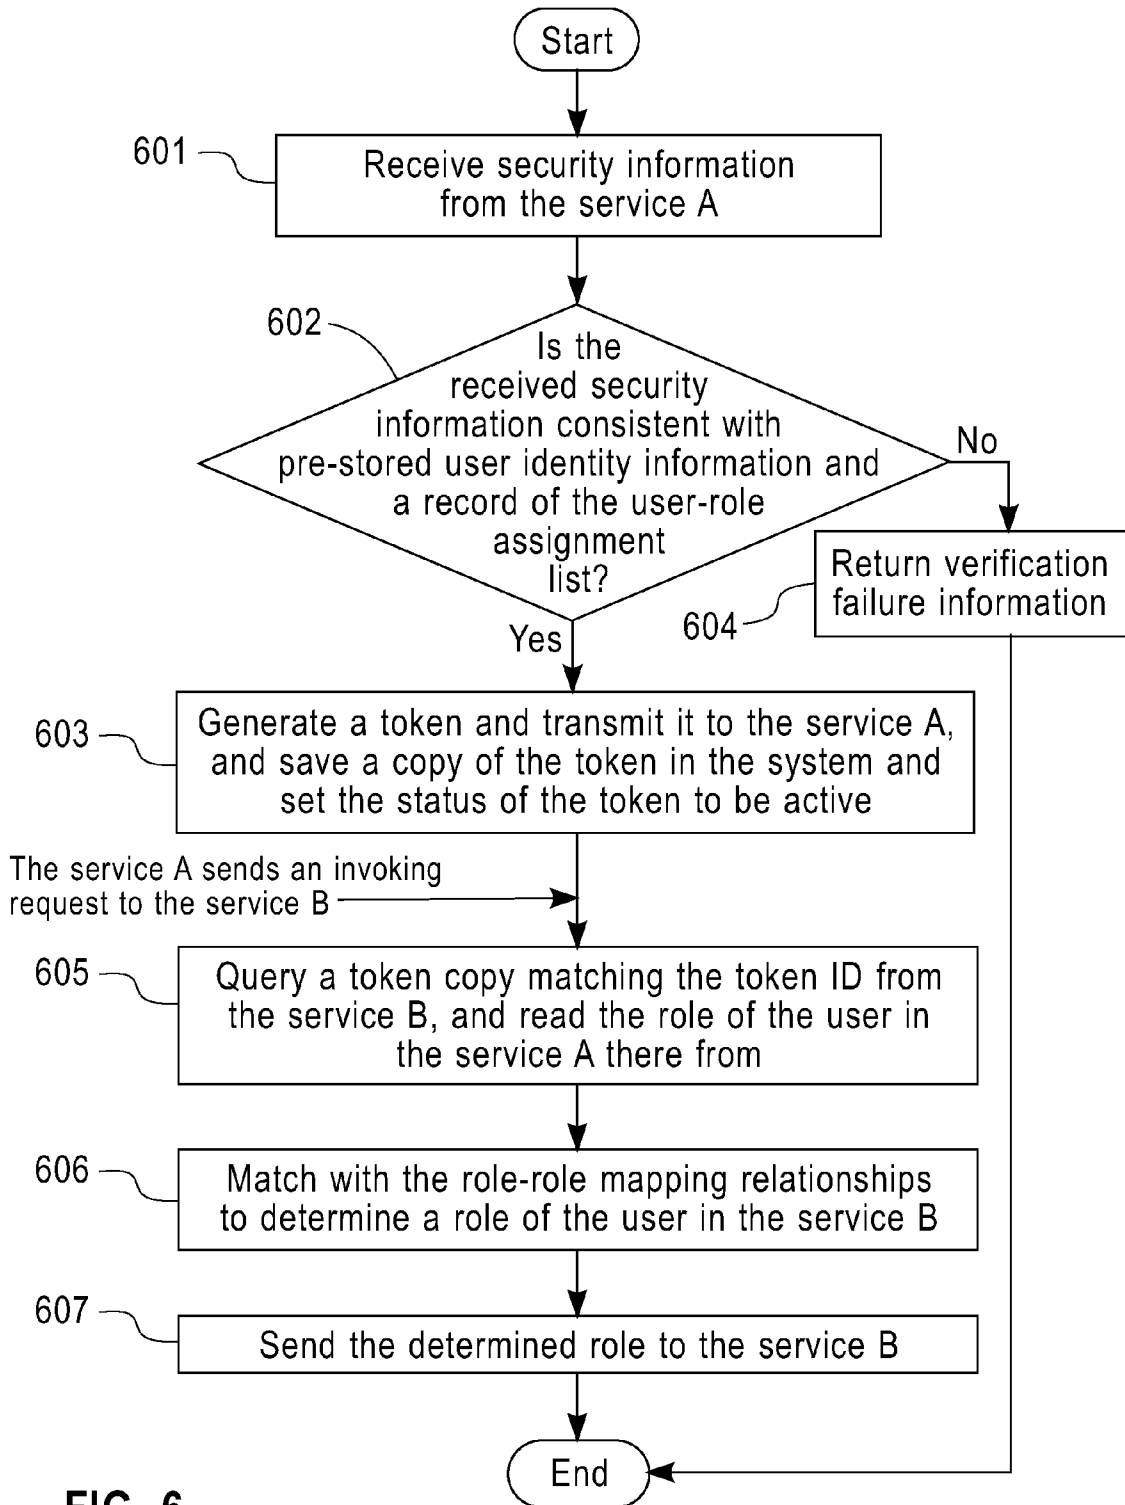 Start
601
Receive security information
from the service A
602
Is the
received security
information consistent with
pre-stored user identity information and
a record of the user-role
assignment
list?
No
Yes
604
Return verification
failure information
603
Generate a token and transmit it to the service A,
and save a copy of the token in the system and
set the status of the token to be active
The service A sends an invoking
request to the service B
605
Query a token copy matching the token ID from
the service B, and read the role of the user in
the service A there from
606
Match with the role-role mapping relationships
to determine a role of the user in the service B
607
Send the determined role to the service B
End
FIG. 6